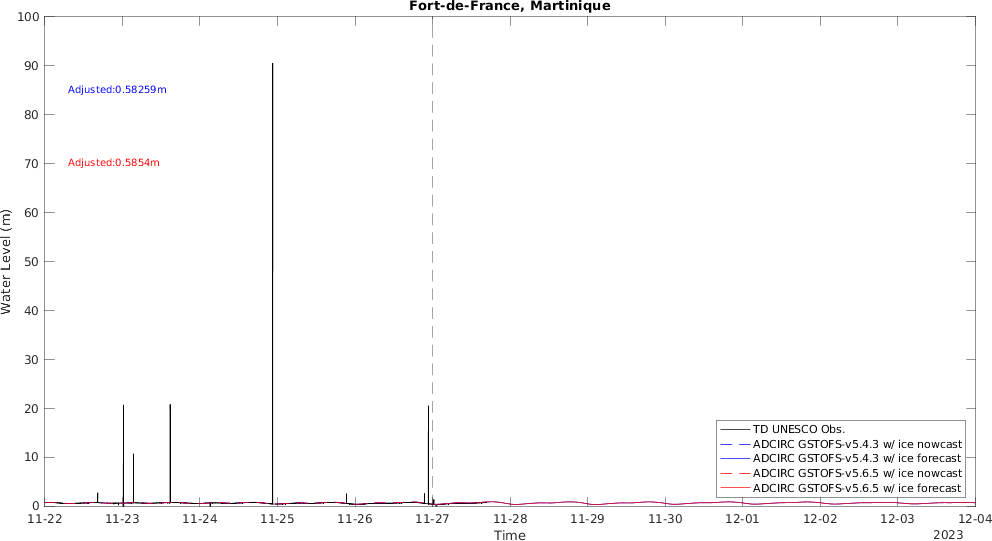 Fort-de-France, Martinique
100
90
80
70
60
50
40
30
20
10
0
Water Level (m)
Adjusted:0.58259m
Adjusted:0.5854m
TD UNESCO Obs.
ADCIRC GSTOFS-v5.4.3 w/ ice nowcast
ADCIRC GSTOFS-v5.4.3 w/ ice forecast
ADCIRC GSTOFS-v5.6.5 w/ ice nowcast
ADCIRC GSTOFS-v5.6.5 w/ ice forecast
11-22 11-23 11-24 11-25 11-26 11-27 11-28 11-29 11-30 12-01 12-02 12-03 12-04
Time
2023